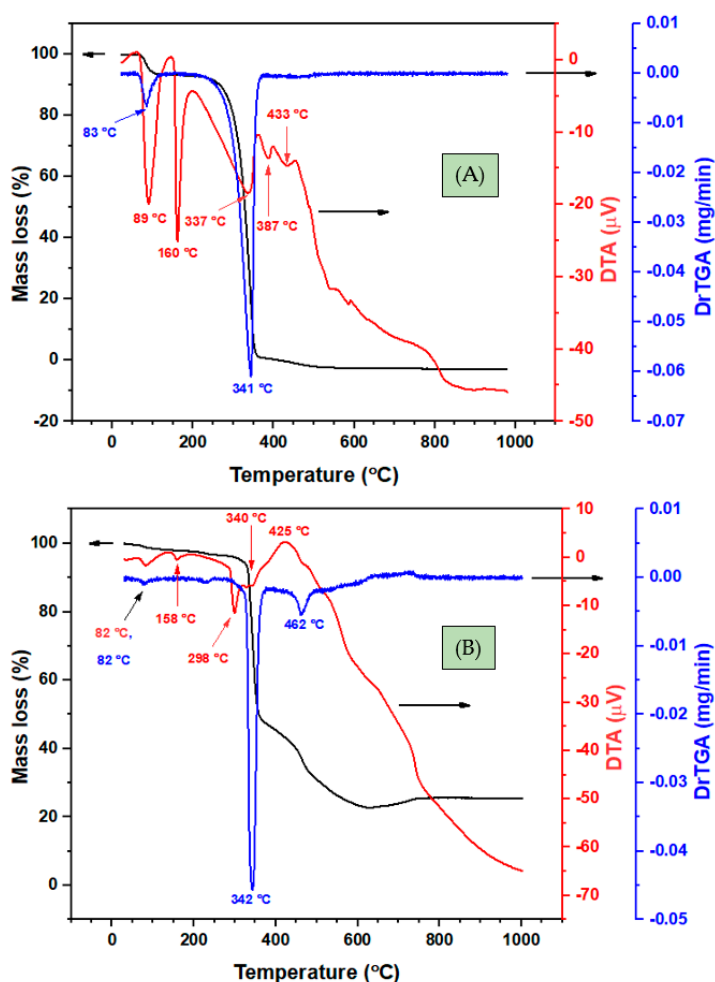 0.01
100
0
0.00
80
83 °C
433 °C
-10
-0.01
(A)
60
-20
-0.02
89 °C
337 °C
387 °C
160 °C
-0.03
40
-30
-0.04
20
-0.05
-40
0
-0.06
341 °C
-20
-50
-0.07
0
200
400
600
800
1000
Mass loss (%)
DTA (µV)
DrTGA (mg/min)
Temperature (°C)
10
0.01
340 °C
425 °C
100
0
0.00
80
82 °C,
158 °C
462 °C
-10
82 °C
298 °C
(B)
-0.01
60
-20
-30
-0.02
40
-40
-0.03
20
-50
-60
-0.04
0
342 °C
-70
-0.05
0
200
400
600
800
1000
Mass loss (%)
DTA (µV)
DrTGA (mg/min)
Temperature (°C)